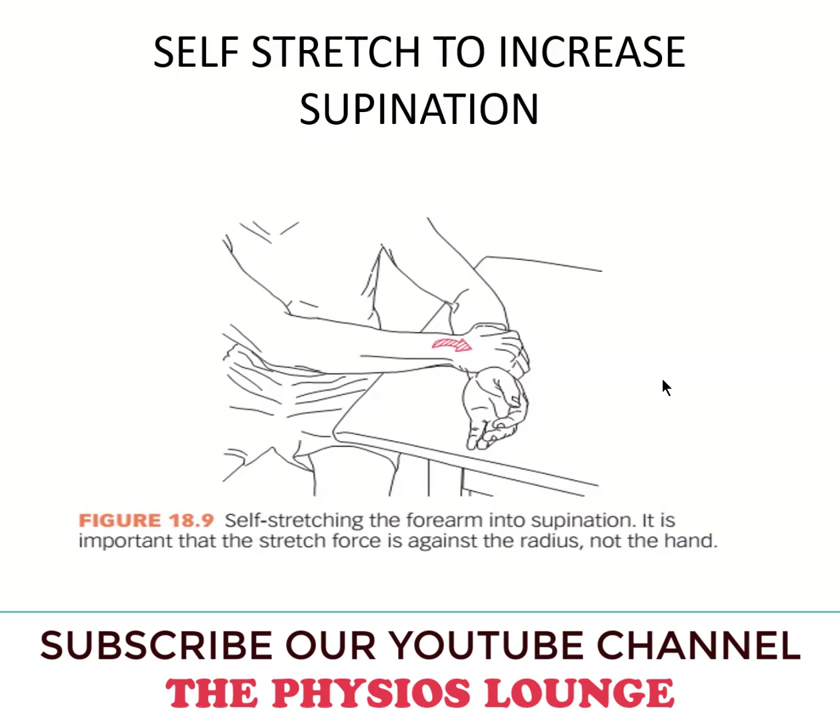 SELF STRETCH TO INCREASE
SUPINATION
FIGURE 18.9 Self-stretching the forearm into supination. It is
important that the stretch force is against the radius, not the hand.
SUBSCRIBE OUR YOUTUBE CHANNEL
THE PHYSIOS LOUNGE